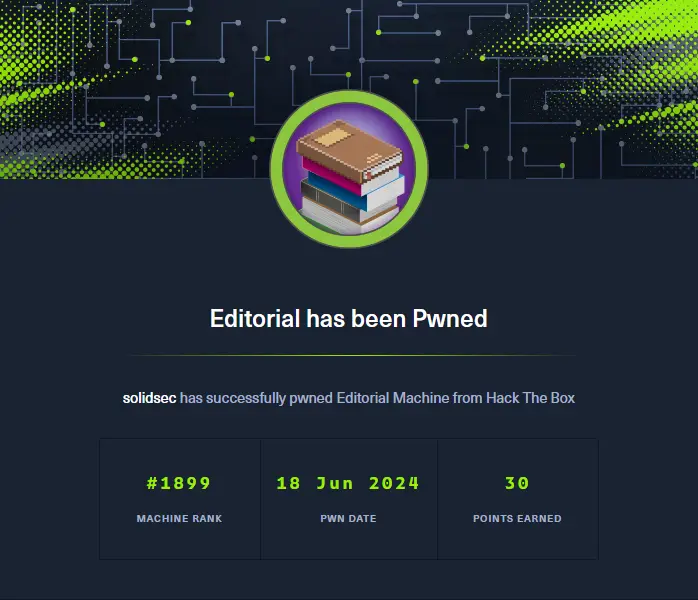 Editorial has been Pwned
solidsec has successfully pwned Editorial Machine from Hack The Box
#1899 18 Jun 2024 30
MACHINE RANK PWN DATE POINTS EARNED